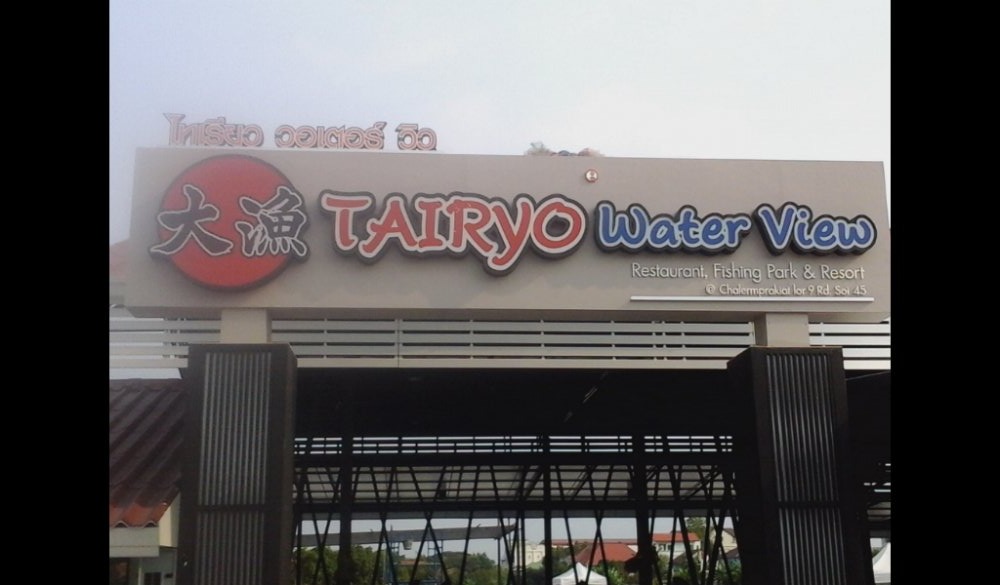 ไทเรียว วอเตอร์ วิว
大漁 TAIRYO Water View
Restaurant, Fishing Park & Resort
@ Chalermprakiat lor 9 Rd. Soi 45